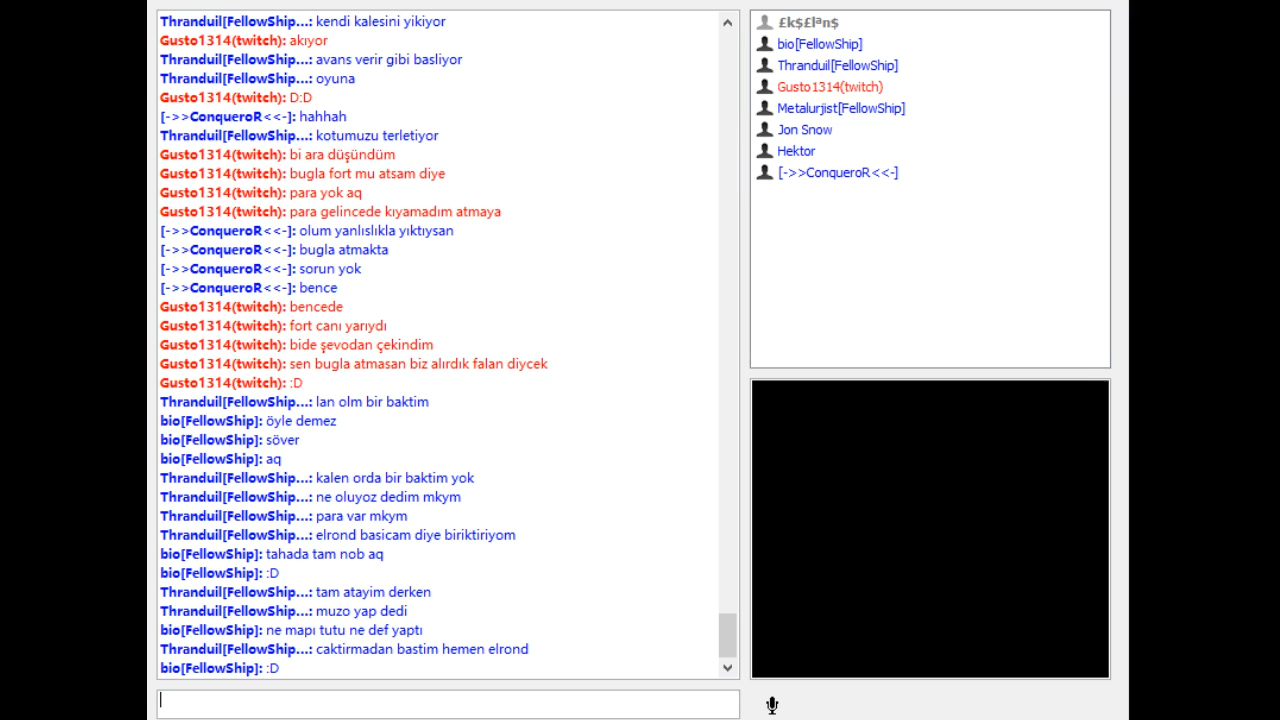 Thranduil[FellowShip...: kendi kalesini yikiyor
Gusto1314(twitch): akıyor
Thranduil[FellowShip...: avans verir gibi basliyor
Thranduil[FellowShip...: oyuna
Gusto1314(twitch): D:D
[->>ConqueroR<<-]: hahhah
Thranduil[FellowShip...: kotumuzu terletiyor
Gusto1314(twitch): bi ara düşündüm
Gusto1314(twitch): bugla fort mu atsam diye
Gusto1314(twitch): para yok aq
Gusto1314(twitch): para gelincede kıyamadım atmaya
[->>ConqueroR<<-]: olum yanlıslıkla yıktıysan
[->>ConqueroR<<-]: bugla atmakta
[->>ConqueroR<<-]: sorun yok
[->>ConqueroR<<-]: bence
Gusto1314(twitch): bencede
Gusto1314(twitch): fort canı yarıydı
Gusto1314(twitch): bide şevodan çekindim
Gusto1314(twitch): sen bugla atmasan biz alırdık falan diycek
Gusto1314(twitch): :D
Thranduil[FellowShip...: lan olm bir baktim
bio[FellowShip]: öyle demez
bio[FellowShip]: söver
bio[FellowShip]: aq
Thranduil[FellowShip...: kalen orda bir baktim yok
Thranduil[FellowShip...: ne oluyoz dedim mkym
Thranduil[FellowShip...: para var mkym
Thranduil[FellowShip...: elrond basicam diye biriktiriyom
bio[FellowShip]: tahada tam nob aq
bio[FellowShip]: :D
Thranduil[FellowShip...: tam atayim derken
Thranduil[FellowShip...: muzo yap dedi
bio[FellowShip]: ne mapı tutu ne def yaptı
Thranduil[FellowShip...: caktirmadan bastim hemen elrond
bio[FellowShip]: :D
£k$£lªn$
bio[FellowShip]
Thranduil[FellowShip]
Gusto1314(twitch)
Metalurjist[FellowShip]
Jon Snow
Hektor
[->>ConqueroR<<-]